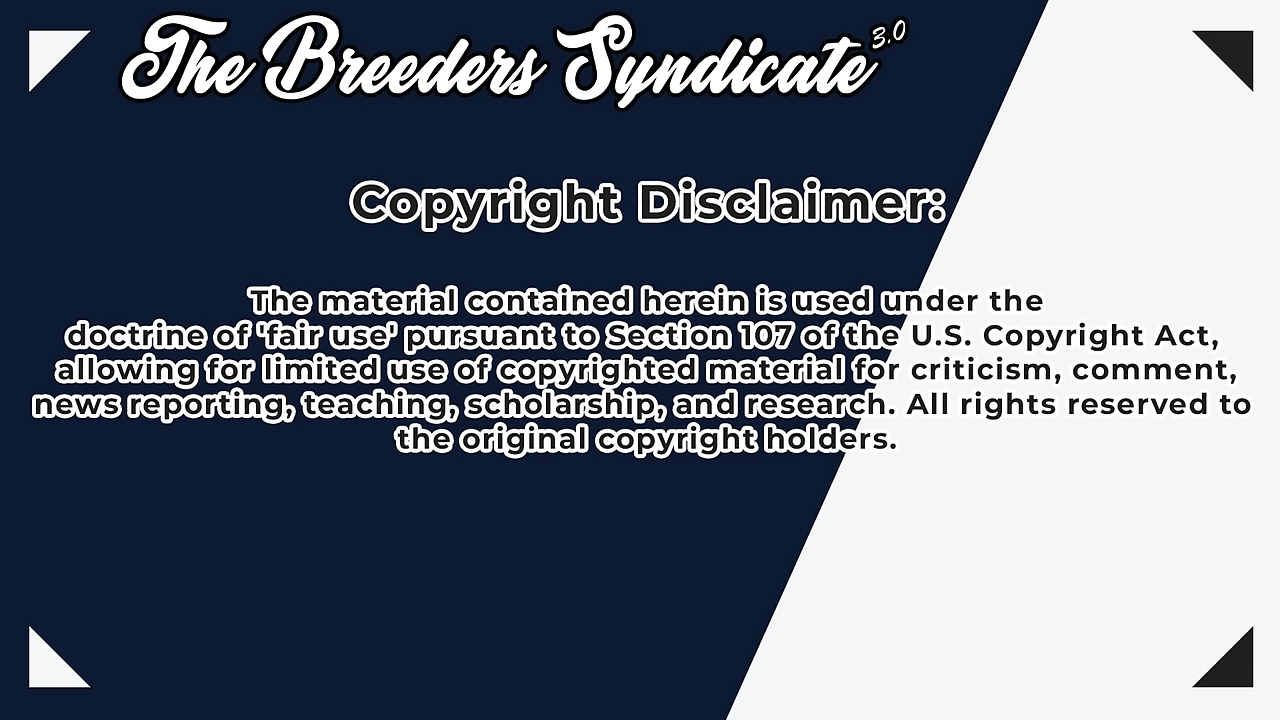 The Breeders Syndicate 3.0
Copyright Disclaimer:
The material contained herein is used under the
doctrine of 'fair use' pursuant to Section 107 of the U.S. Copyright Act,
allowing for limited use of copyrighted material for criticism, comment,
news reporting, teaching, scholarship, and research. All rights reserved to
the original copyright holders.